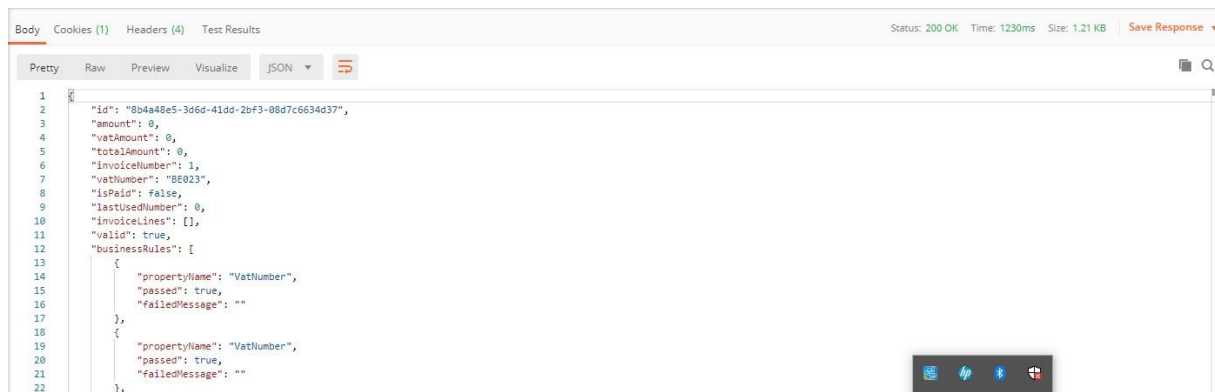 Body Cookies (1) Headers (4) Test Results Status: 200 OK Time: 1230ms Size: 1.21 KB Save Response
Pretty Raw Preview Visualize JSON
1 {
2 "id": "8b4a48e5-3d6d-41dd-2bf3-08d7c6634d37",
3 "amount": 0,
4 "vatAmount": 0,
5 "totalAmount": 0,
6 "invoiceNumber": 1,
7 "vatNumber": "BE023",
8 "isPaid": false,
9 "lastUsedNumber": 0,
10 "invoiceLines": [],
11 "valid": true,
12 "businessRules": [
13 {
14 "propertyName": "VatNumber",
15 "passed": true,
16 "failedMessage": ""
17 },
18 {
19 "propertyName": "VatNumber",
20 "passed": true,
21 "failedMessage": ""
22 },
hp